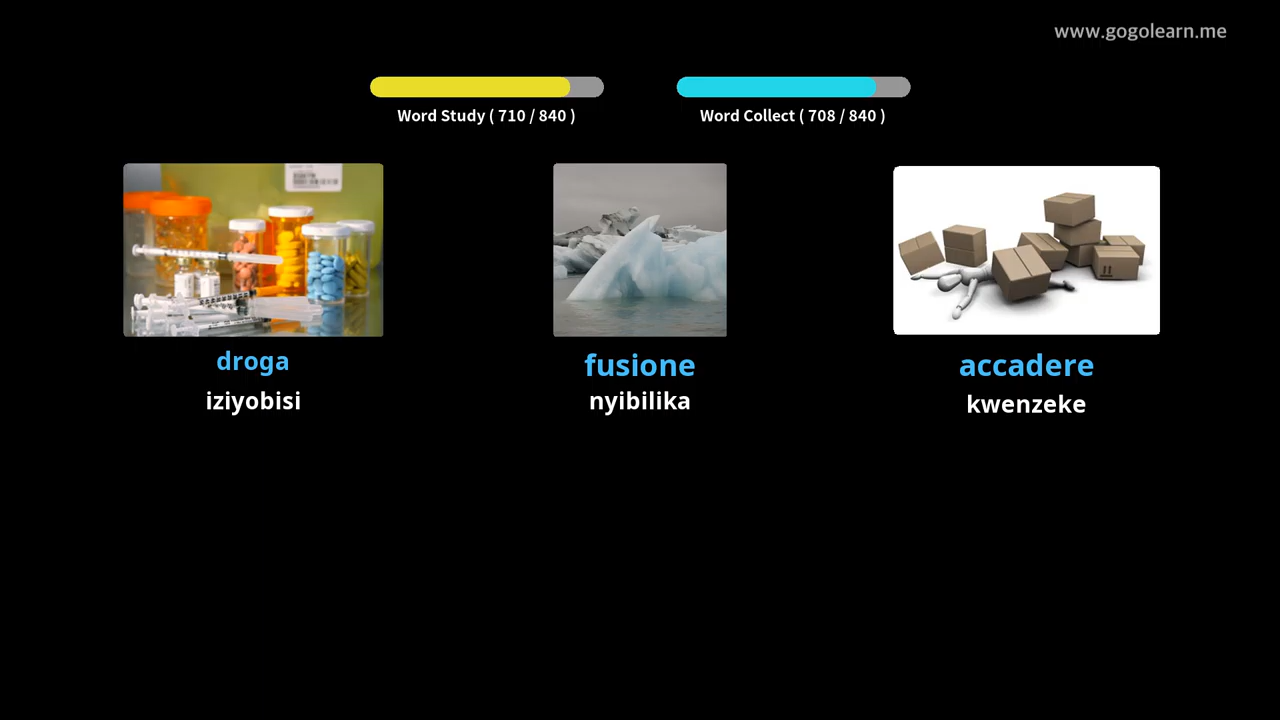 www.gogolearn.me
Word Study ( 710 / 840 )
Word Collect ( 708 / 840 )
droga
iziyobisi
fusione
nyibilika
accadere
kwenzeke